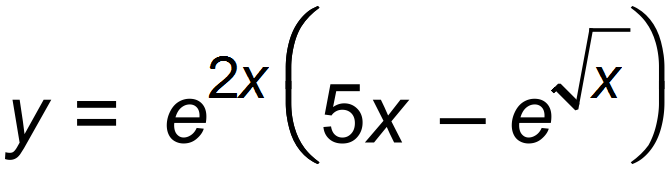 y = e^{2x}(5x − e^{√x})